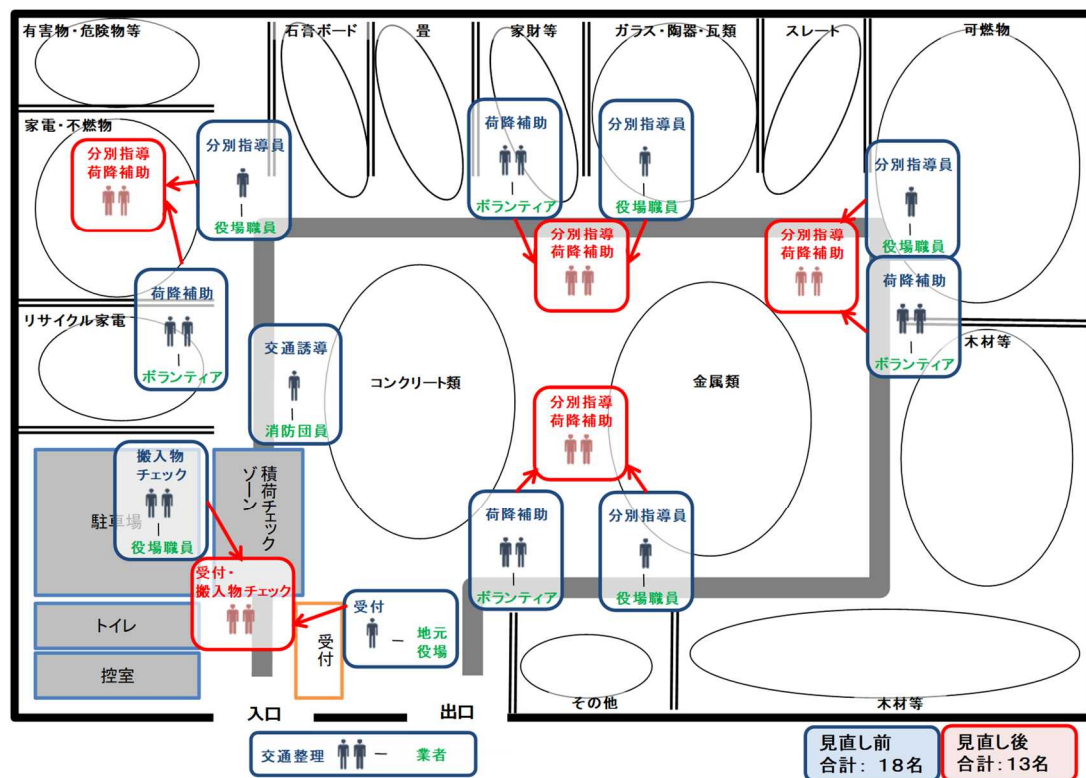 有害物・危険物等
石膏ボード
畳
家財等
ガラス・陶器・瓦類
スレート
可燃物
家電・不燃物
分別指導
荷降補助
分別指導員
役場職員
荷降補助
ボランティア
分別指導員
役場職員
分別指導員
役場職員
分別指導
荷降補助
分別指導
荷降補助
荷降補助
ボランティア
荷降補助
ボランティア
リサイクル家電
交通誘導
消防団員
コンクリート類
金属類
木材等
分別指導
荷降補助
搬入物
チェック
役場職員
駐車場
積荷チェック
ゾーン
荷降補助
ボランティア
分別指導員
役場職員
受付・
搬入物チェック
トイレ
控室
受付
受付
地元
役場
その他
木材等
入口
出口
交通整理 ー 業者
見直し前
合計: 18名
見直し後
合計:13名